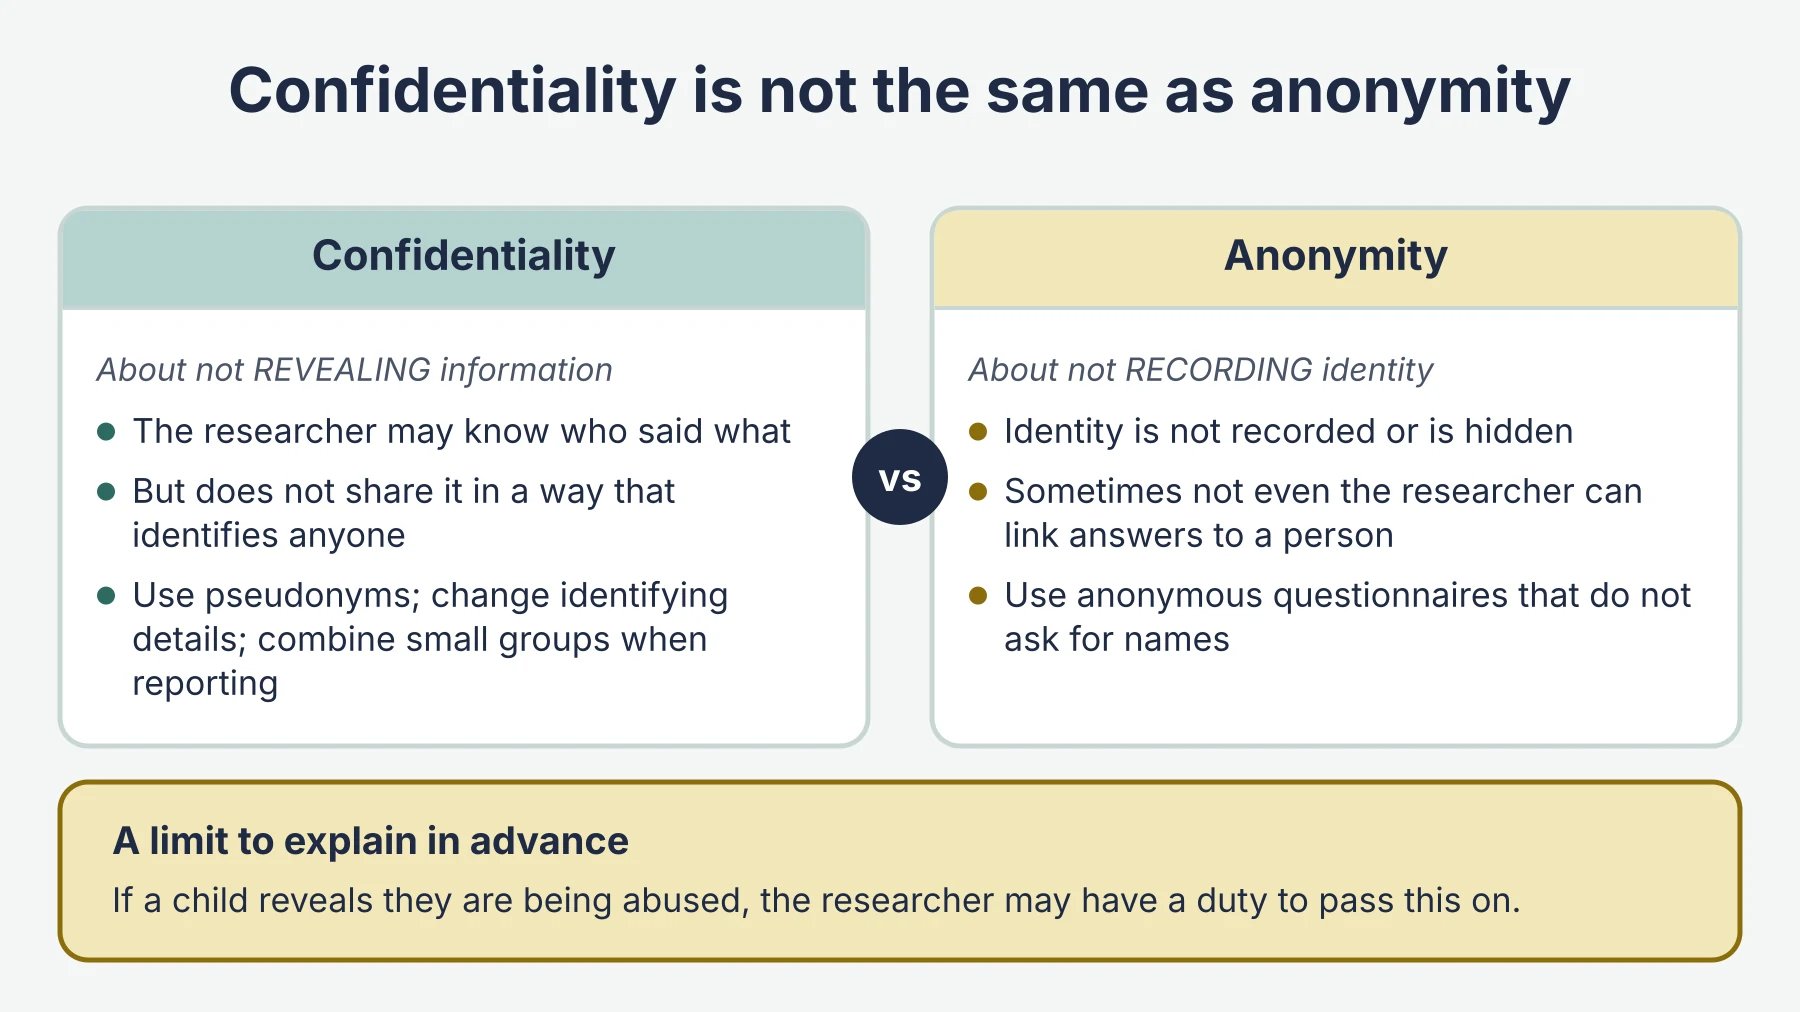 Confidentiality is not the same as anonymity
Confidentiality
About not REVEALING information
The researcher may know who said what
But does not share it in a way that
identifies anyone
Use pseudonyms; change identifying
details; combine small groups when
reporting
vs
Anonymity
About not RECORDING identity
Identity is not recorded or is hidden
Sometimes not even the researcher can
link answers to a person
Use anonymous questionnaires that do not
ask for names
A limit to explain in advance
If a child reveals they are being abused, the researcher may have a duty to pass this on.